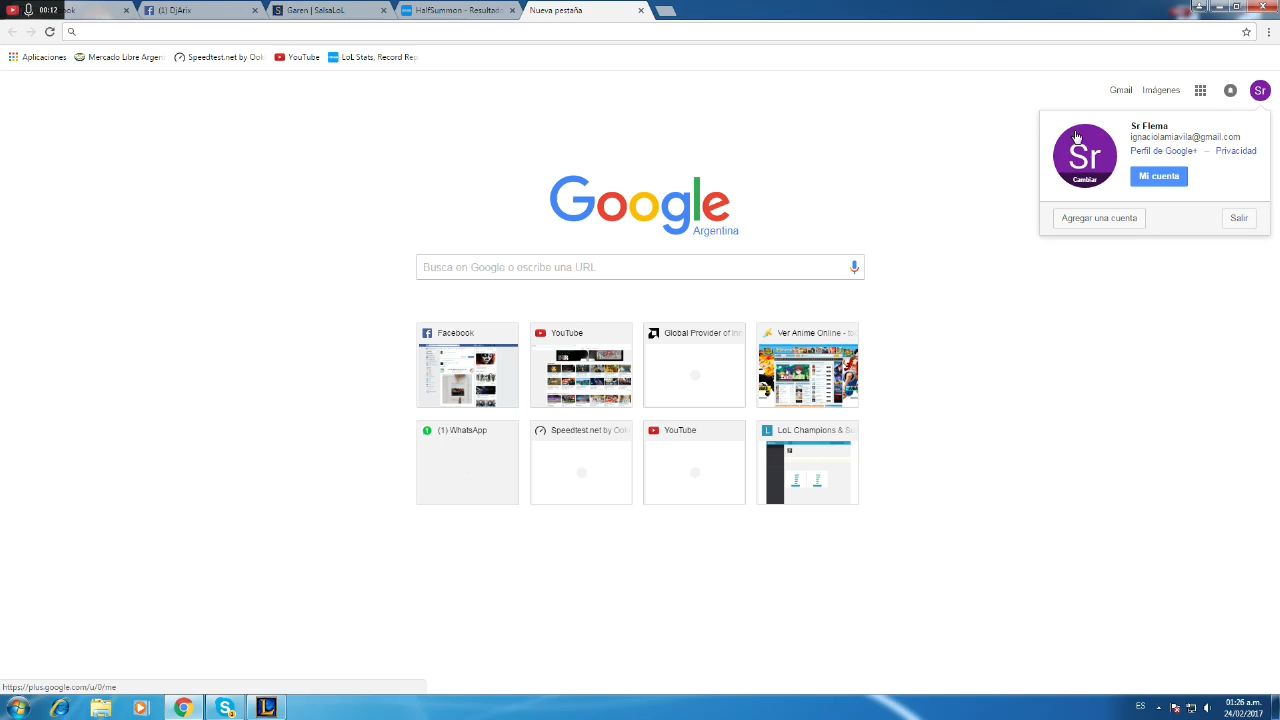 00:12
ook
(1) DjArix
Garen | SalsaLoL
HalfSummon - Resultado
Nueva pestaña
Aplicaciones
Mercado Libre Argen
Speedtest.net by Ook
YouTube
LoL Stats, Record Rep
Gmail
Imágenes
Sr
Sr Flema
ignaciolamiavila@gmail.com
Perfil de Google+ – Privacidad
Sr
Cambiar
Mi cuenta
Agregar una cuenta
Salir
Google
Argentina
Busca en Google o escribe una URL
Facebook
YouTube
Global Provider of Inn
Ver Anime Online - to
(1) WhatsApp
Speedtest.net by Ook
YouTube
LoL Champions & S
https://plus.google.com/u/0/me
ES
01:26 a.m.
24/02/2017